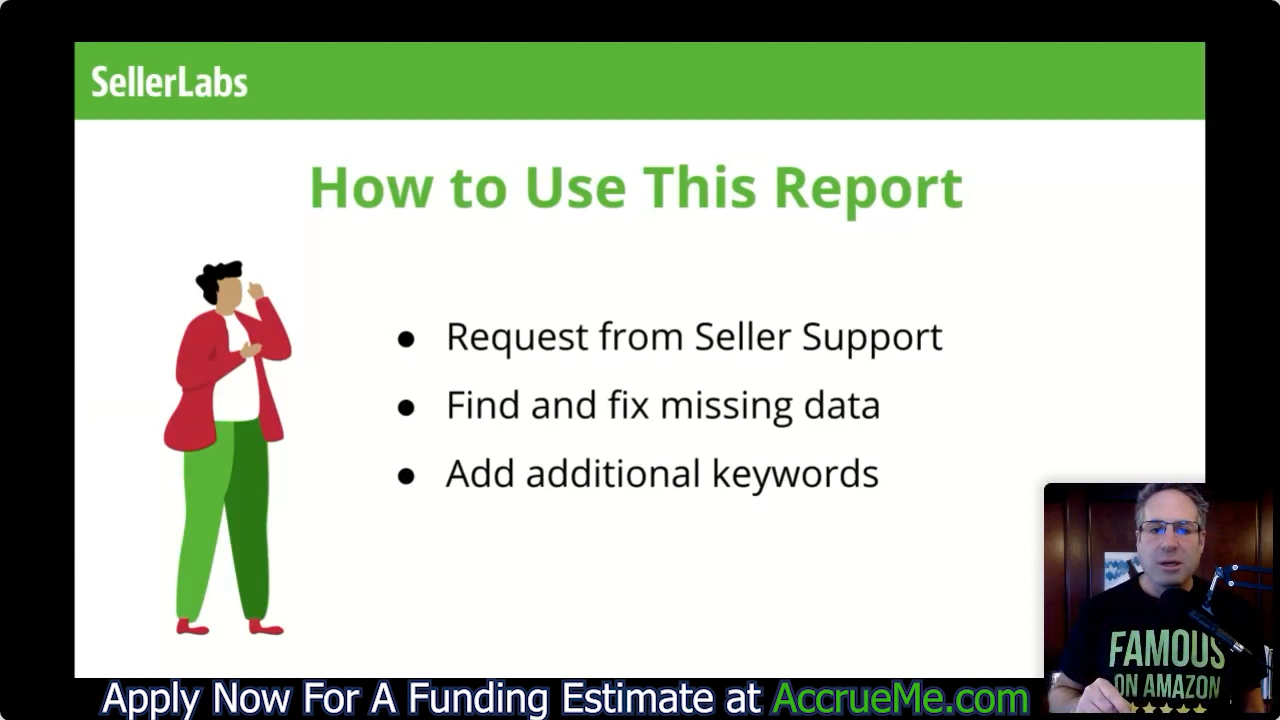 SellerLabs
How to Use This Report
● Request from Seller Support
● Find and fix missing data
● Add additional keywords
FAMOUS
ON AMAZON
Apply Now For A Funding Estimate at AccrueMe.com